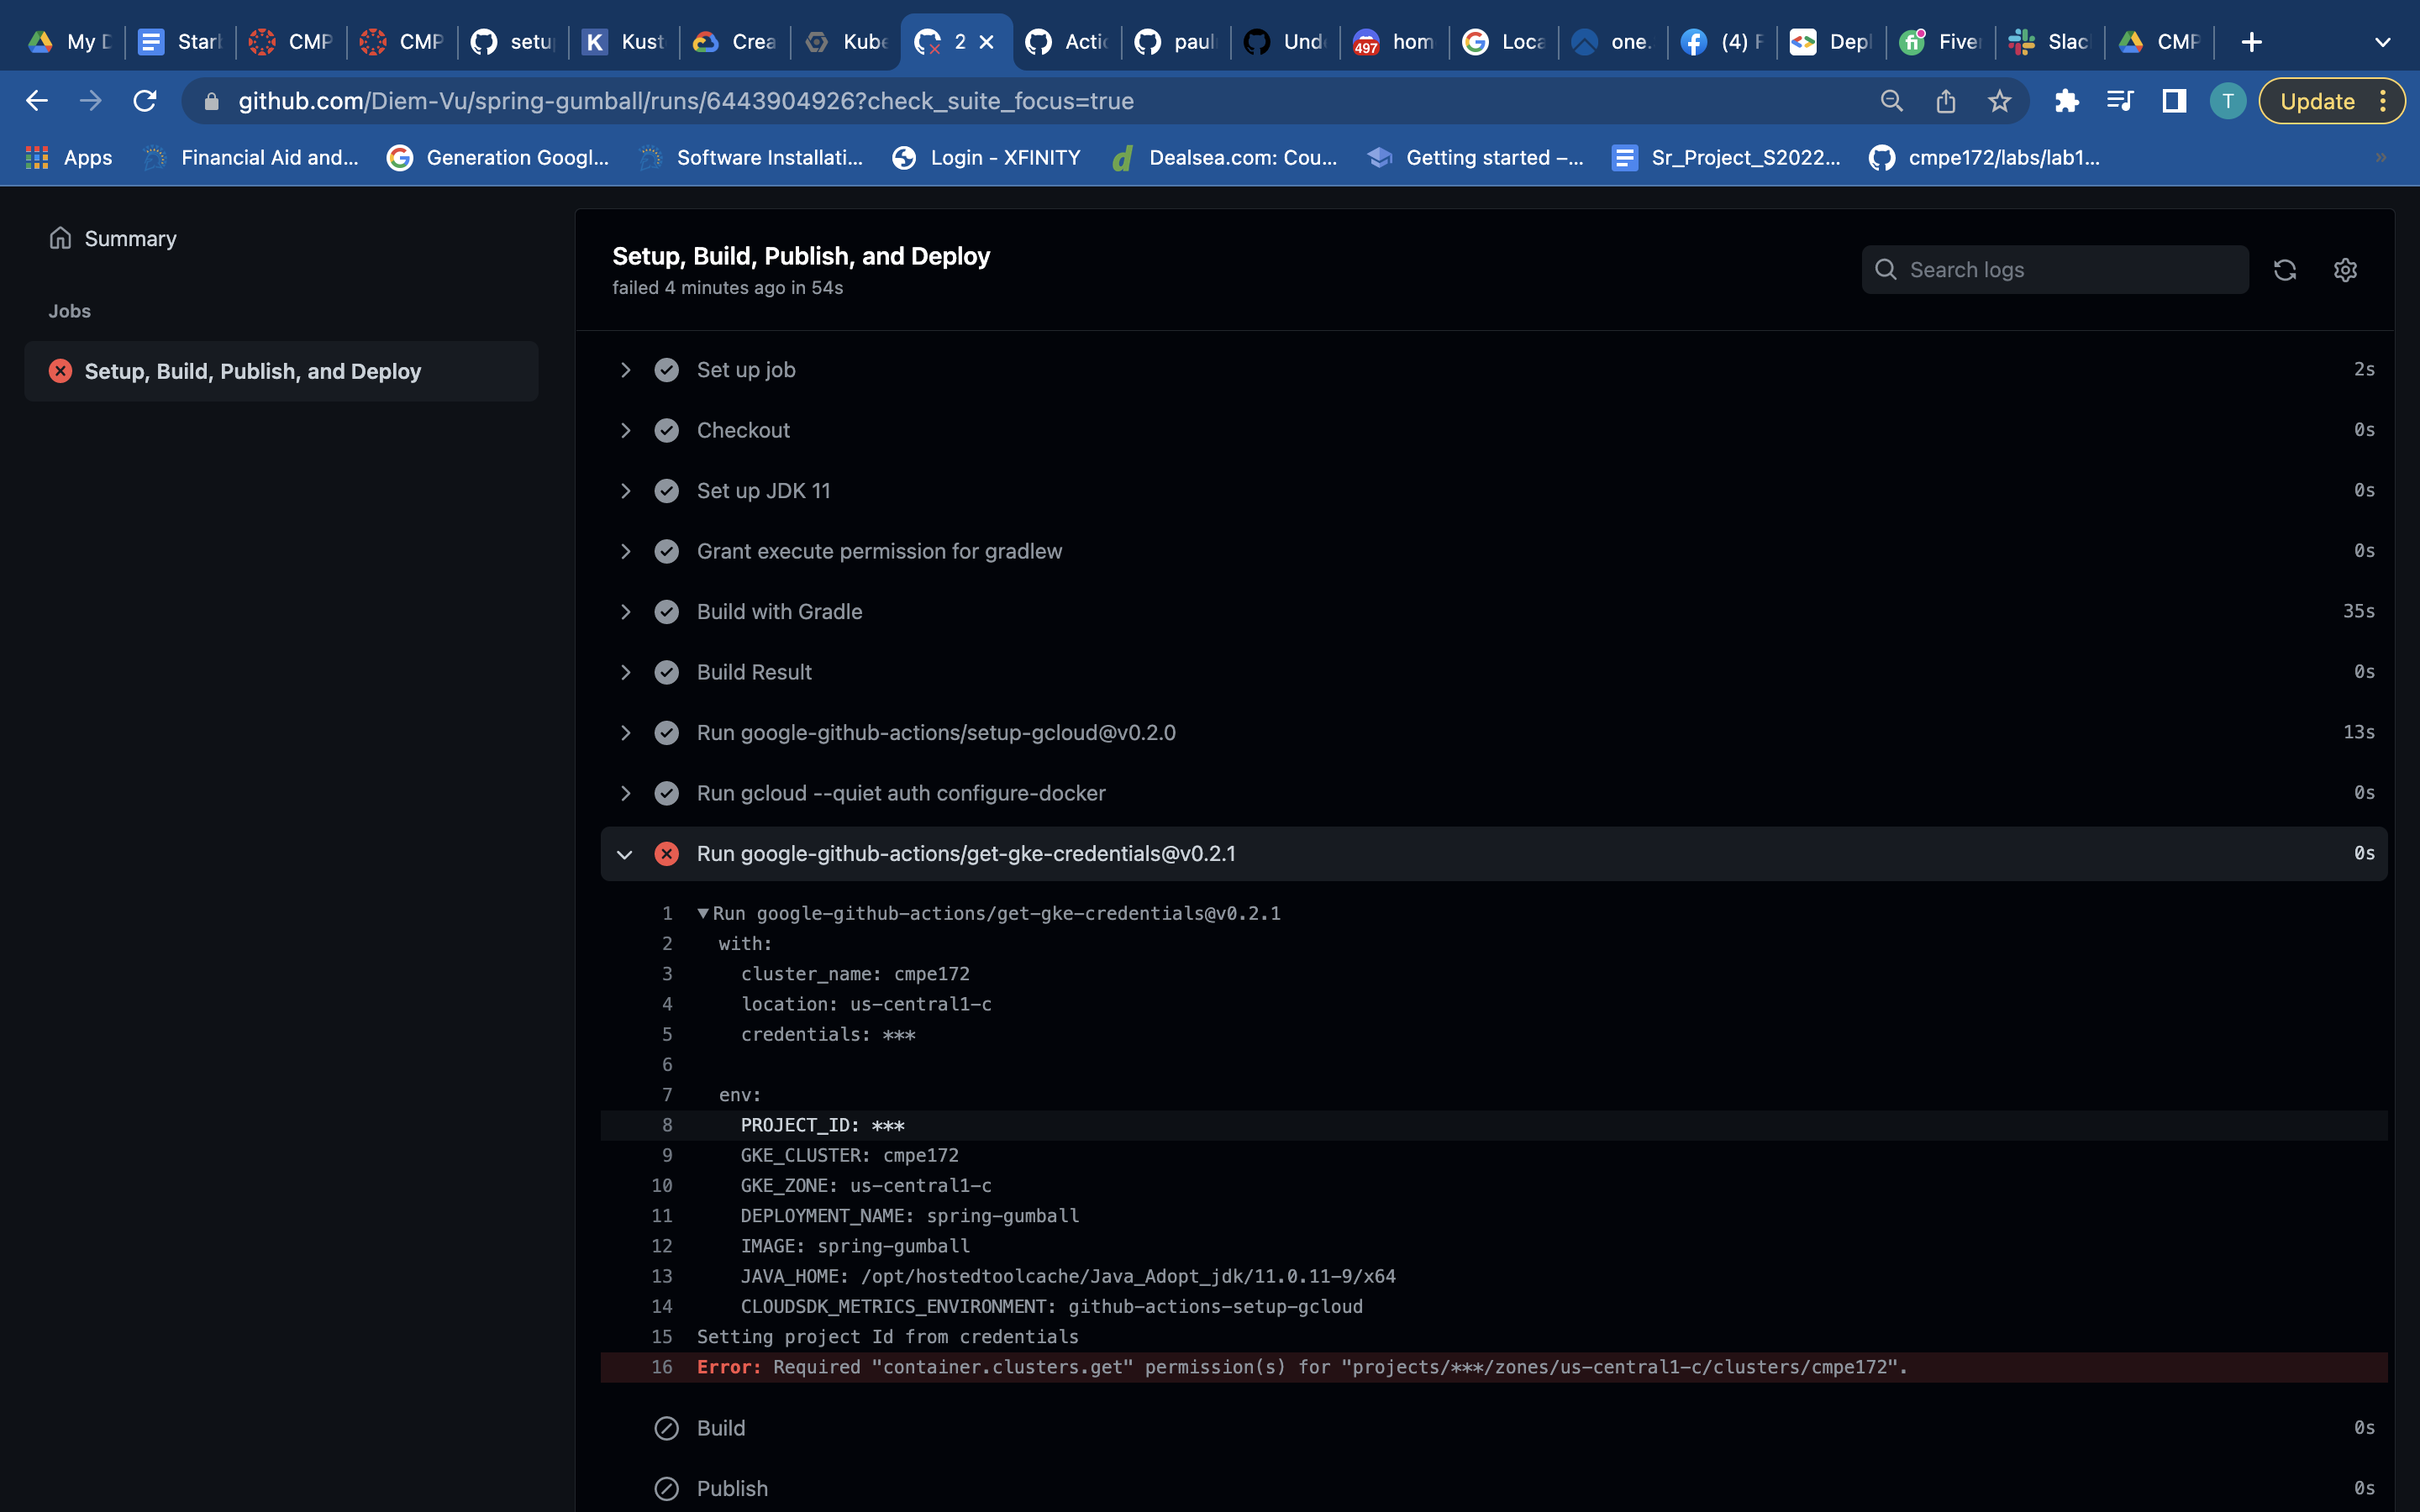 My D
Star
CMP
CMP
setu
Kust
Crea
Kube
2
Actio
paul
Und
497
hom
Loca
one.
(4) F
Depl
Five
Slac
CMP
github.com/Diem-Vu/spring-gumball/runs/6443904926?check_suite_focus=true
T
Update
Apps
Financial Aid and...
Generation Googl...
Software Installati...
Login - XFINITY
Dealsea.com: Cou...
Getting started –...
Sr_Project_S2022...
cmpe172/labs/lab1...
»
Summary
Jobs
Setup, Build, Publish, and Deploy
Setup, Build, Publish, and Deploy
failed 4 minutes ago in 54s
Search logs
Set up job 2s
Checkout 0s
Set up JDK 11 0s
Grant execute permission for gradlew 0s
Build with Gradle 35s
Build Result 0s
Run google-github-actions/setup-gcloud@v0.2.0 13s
Run gcloud --quiet auth configure-docker 0s
Run google-github-actions/get-gke-credentials@v0.2.1 0s
1 ▼Run google-github-actions/get-gke-credentials@v0.2.1
2 with:
3 cluster_name: cmpe172
4 location: us-central1-c
5 credentials: ***
6
7 env:
8 PROJECT_ID: ***
9 GKE_CLUSTER: cmpe172
10 GKE_ZONE: us-central1-c
11 DEPLOYMENT_NAME: spring-gumball
12 IMAGE: spring-gumball
13 JAVA_HOME: /opt/hostedtoolcache/Java_Adopt_jdk/11.0.11-9/x64
14 CLOUDSDK_METRICS_ENVIRONMENT: github-actions-setup-gcloud
15 Setting project Id from credentials
16 Error: Required "container.clusters.get" permission(s) for "projects/***/zones/us-central1-c/clusters/cmpe172".
Build 0s
Publish 0s